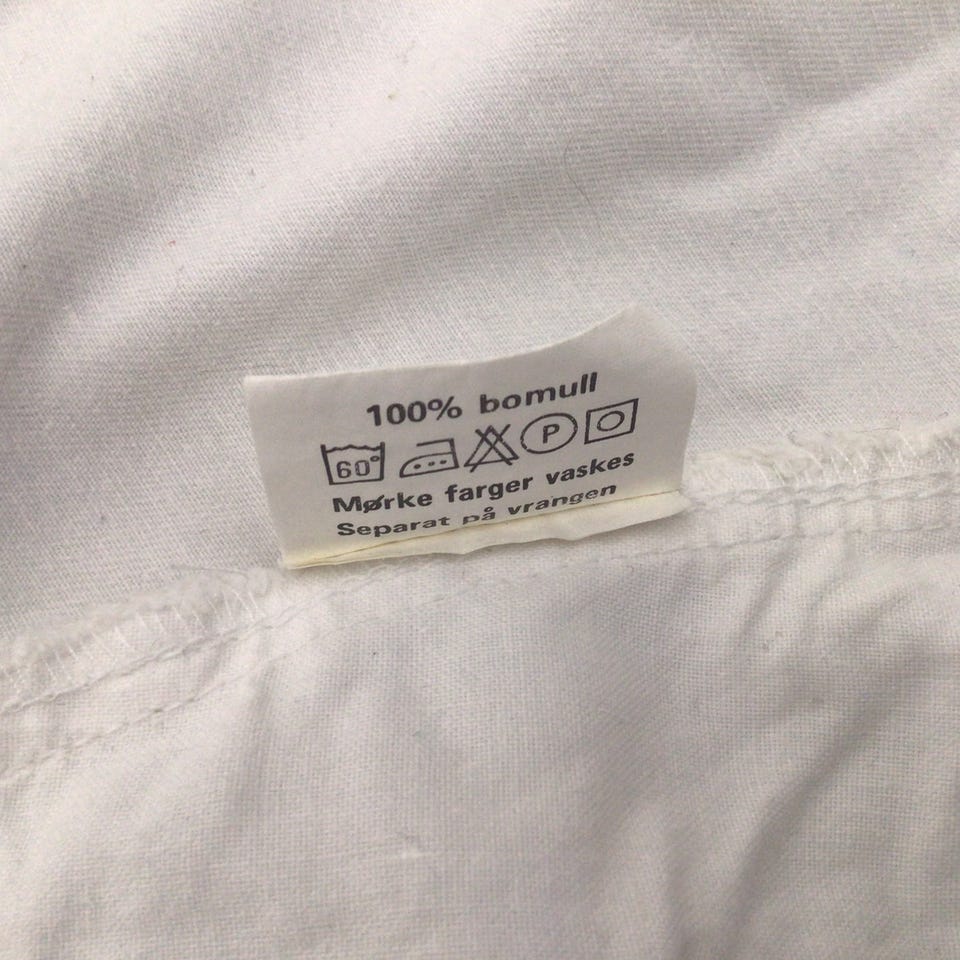 100% bomull
60° P
Mørke farger vaskes
Separat på vrangen